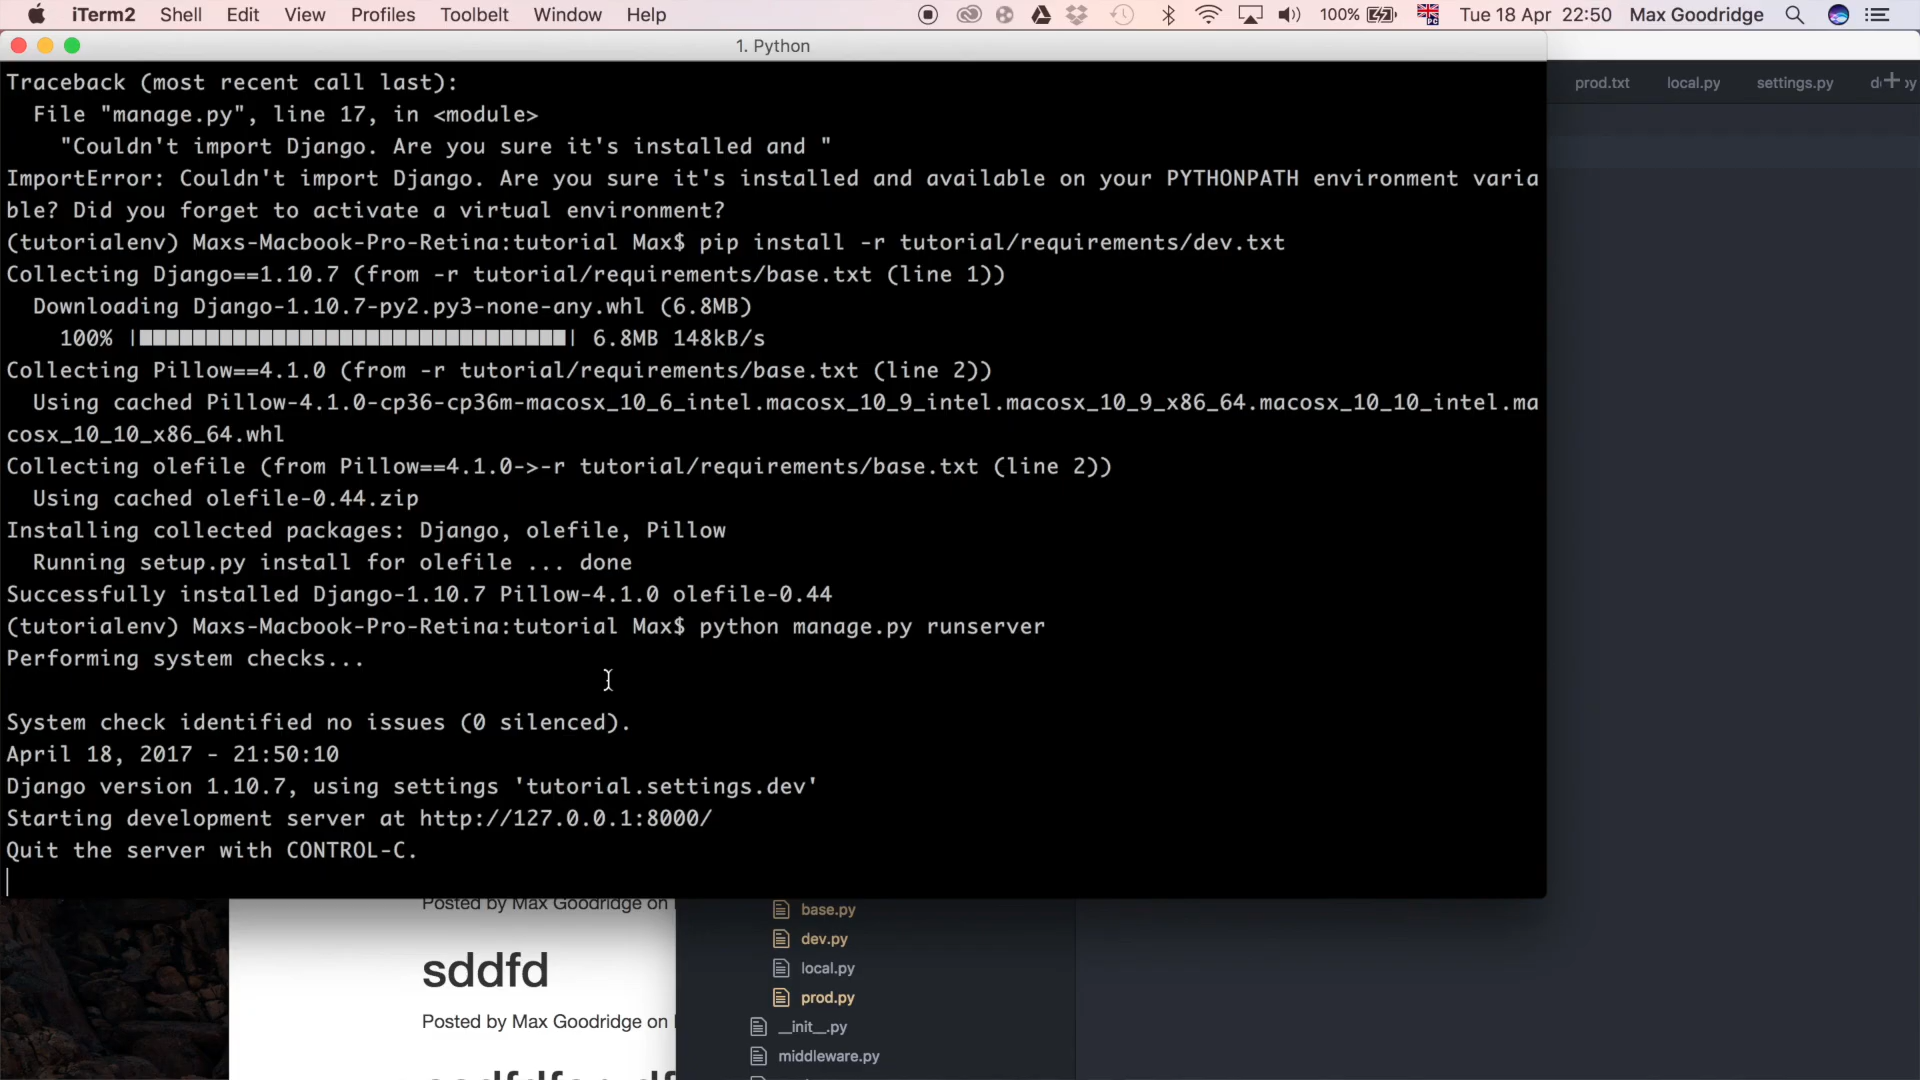 iTerm2 Shell Edit View Profiles Toolbelt Window Help 100% Tue 18 Apr 22:50 Max Goodridge
1. Python
prod.txt local.py settings.py
Traceback (most recent call last):
File "manage.py", line 17, in <module>
"Couldn't import Django. Are you sure it's installed and "
ImportError: Couldn't import Django. Are you sure it's installed and available on your PYTHONPATH environment varia
ble? Did you forget to activate a virtual environment?
(tutorialenv) Maxs-Macbook-Pro-Retina:tutorial Max$ pip install -r tutorial/requirements/dev.txt
Collecting Django==1.10.7 (from -r tutorial/requirements/base.txt (line 1))
Downloading Django-1.10.7-py2.py3-none-any.whl (6.8MB)
100% |████████████████████████████████| 6.8MB 148kB/s
Collecting Pillow==4.1.0 (from -r tutorial/requirements/base.txt (line 2))
Using cached Pillow-4.1.0-cp36-cp36m-macosx_10_6_intel.macosx_10_9_intel.macosx_10_9_x86_64.macosx_10_10_intel.ma
cosx_10_10_x86_64.whl
Collecting olefile (from Pillow==4.1.0->-r tutorial/requirements/base.txt (line 2))
Using cached olefile-0.44.zip
Installing collected packages: Django, olefile, Pillow
Running setup.py install for olefile ... done
Successfully installed Django-1.10.7 Pillow-4.1.0 olefile-0.44
(tutorialenv) Maxs-Macbook-Pro-Retina:tutorial Max$ python manage.py runserver
Performing system checks...
System check identified no issues (0 silenced).
April 18, 2017 - 21:50:10
Django version 1.10.7, using settings 'tutorial.settings.dev'
Starting development server at http://127.0.0.1:8000/
Quit the server with CONTROL-C.
Posted by Max Goodridge on
sddfd
Posted by Max Goodridge on
base.py
dev.py
local.py
prod.py
__init__.py
middleware.py